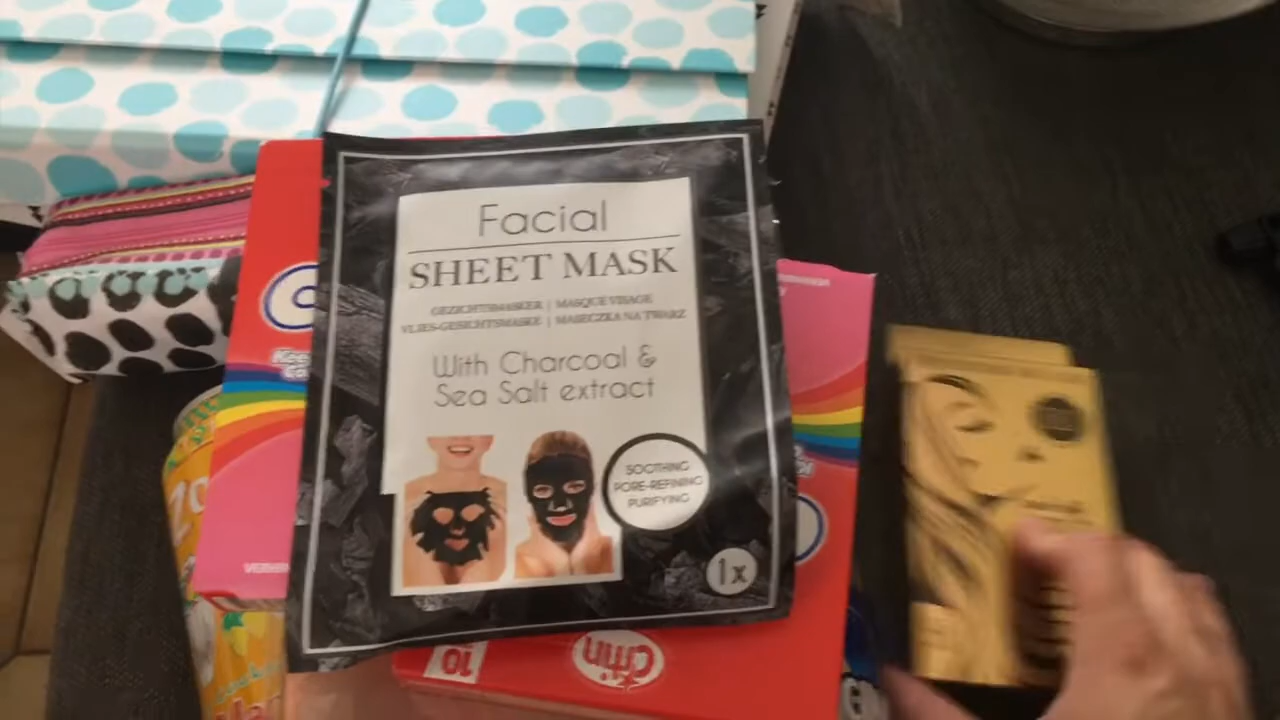 Facial
SHEET MASK
GEZICHTSMASKER | MASQUE VISAGE
VLIES-GESICHTSMASKE | MASECZKA NA TWARZ
With Charcoal &
Sea Salt extract
SOOTHING
PORE-REFINING
PURIFYING
1x
10